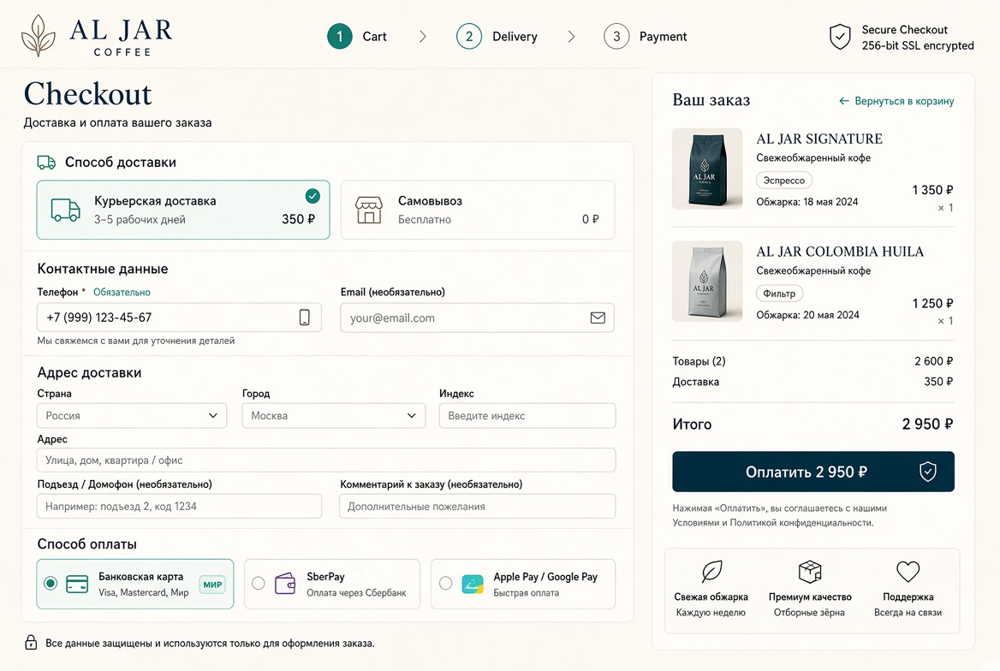 AL JAR
COFFEE
1 Cart
2 Delivery
3 Payment
Secure Checkout
256-bit SSL encrypted
Checkout
Доставка и оплата вашего заказа
Способ доставки
Курьерская доставка
3–5 рабочих дней
350 ₽
Самовывоз
Бесплатно
0 ₽
Контактные данные
Телефон * Обязательно
+7 (999) 123-45-67
Мы свяжемся с вами для уточнения деталей
Email (необязательно)
your@email.com
Адрес доставки
Страна
Россия
Город
Москва
Индекс
Введите индекс
Адрес
Улица, дом, квартира / офис
Подъезд / Домофон (необязательно)
Например: подъезд 2, код 1234
Комментарий к заказу (необязательно)
Дополнительные пожелания
Способ оплаты
Банковская карта
Visa, Mastercard, Мир
МИР
SberPay
Оплата через Сбербанк
Apple Pay / Google Pay
Быстрая оплата
Все данные защищены и используются только для оформления заказа.
Ваш заказ
← Вернуться в корзину
AL JAR
AL JAR SIGNATURE
Свежеобжаренный кофе
Эспрессо
Обжарка: 18 мая 2024
1 350 ₽
× 1
AL JAR
AL JAR COLOMBIA HUILA
Свежеобжаренный кофе
Фильтр
Обжарка: 20 мая 2024
1 250 ₽
× 1
Товары (2) 2 600 ₽
Доставка 350 ₽
Итого 2 950 ₽
Оплатить 2 950 ₽
Нажимая «Оплатить», вы соглашаетесь с нашими
Условиями и Политикой конфиденциальности.
Свежая обжарка
Каждую неделю
Премиум качество
Отборные зёрна
Поддержка
Всегда на связи